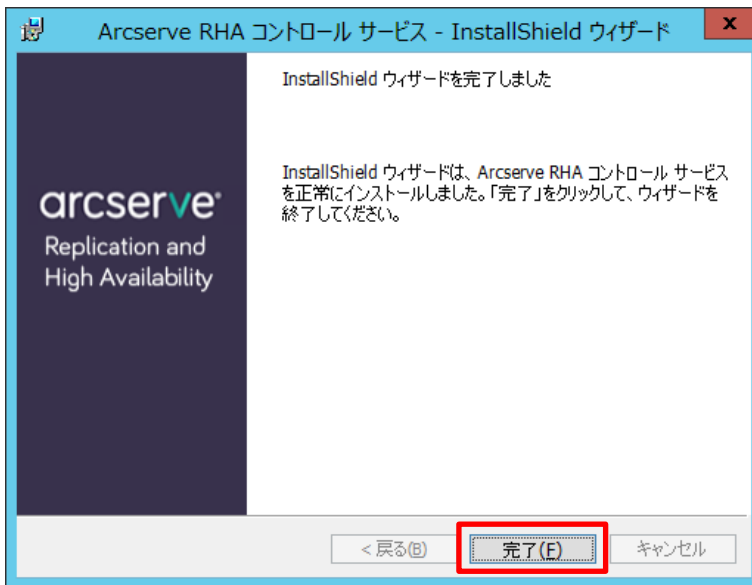 Arcserve RHA コントロール サービス - InstallShield ウィザード
x
InstallShield ウィザードを完了しました
InstallShield ウィザードは、Arcserve RHA コントロール サービス
を正常にインストールしました。「完了」をクリックして、ウィザードを
終了してください。
arcserve®
Replication and
High Availability
< 戻る(B)
完了(F)
キャンセル